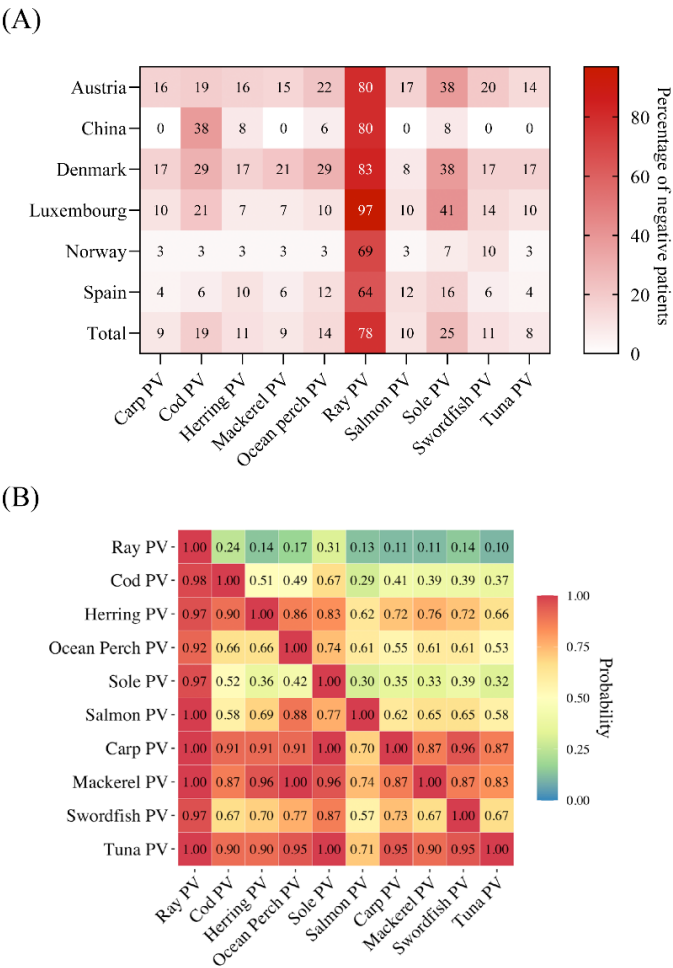 (A)
Austria 16 19 16 15 22 80 17 38 20 14
China 0 38 8 0 6 80 0 8 0 0
Denmark 17 29 17 21 29 83 8 38 17 17
Luxembourg 10 21 7 7 10 97 10 41 14 10
Norway 3 3 3 3 3 69 3 7 10 3
Spain 4 6 10 6 12 64 12 16 6 4
Total 9 19 11 9 14 78 10 25 11 8
Carp PV Cod PV Herring PV Mackerel PV Ocean perch PV Ray PV Salmon PV Sole PV Swordfish PV Tuna PV
80
60
40
20
0
Percentage of negative patients
(B)
Ray PV 1.00 0.24 0.14 0.17 0.31 0.13 0.11 0.11 0.14 0.10
Cod PV 0.98 1.00 0.51 0.49 0.67 0.29 0.41 0.39 0.39 0.37
Herring PV 0.97 0.90 1.00 0.86 0.83 0.62 0.72 0.76 0.72 0.66
Ocean Perch PV 0.92 0.66 0.66 1.00 0.74 0.61 0.55 0.61 0.61 0.53
Sole PV 0.97 0.52 0.36 0.42 1.00 0.30 0.35 0.33 0.39 0.32
Salmon PV 1.00 0.58 0.69 0.88 0.77 1.00 0.62 0.65 0.65 0.58
Carp PV 1.00 0.91 0.91 0.91 1.00 0.70 1.00 0.87 0.96 0.87
Mackerel PV 1.00 0.87 0.96 1.00 0.96 0.74 0.87 1.00 0.87 0.83
Swordfish PV 0.97 0.67 0.70 0.77 0.87 0.57 0.73 0.67 1.00 0.67
Tuna PV 1.00 0.90 0.90 0.95 1.00 0.71 0.95 0.90 0.95 1.00
Ray PV Cod PV Herring PV Ocean Perch PV Sole PV Salmon PV Carp PV Mackerel PV Swordfish PV Tuna PV
1.00
0.75
0.50
0.25
0.00
Probability